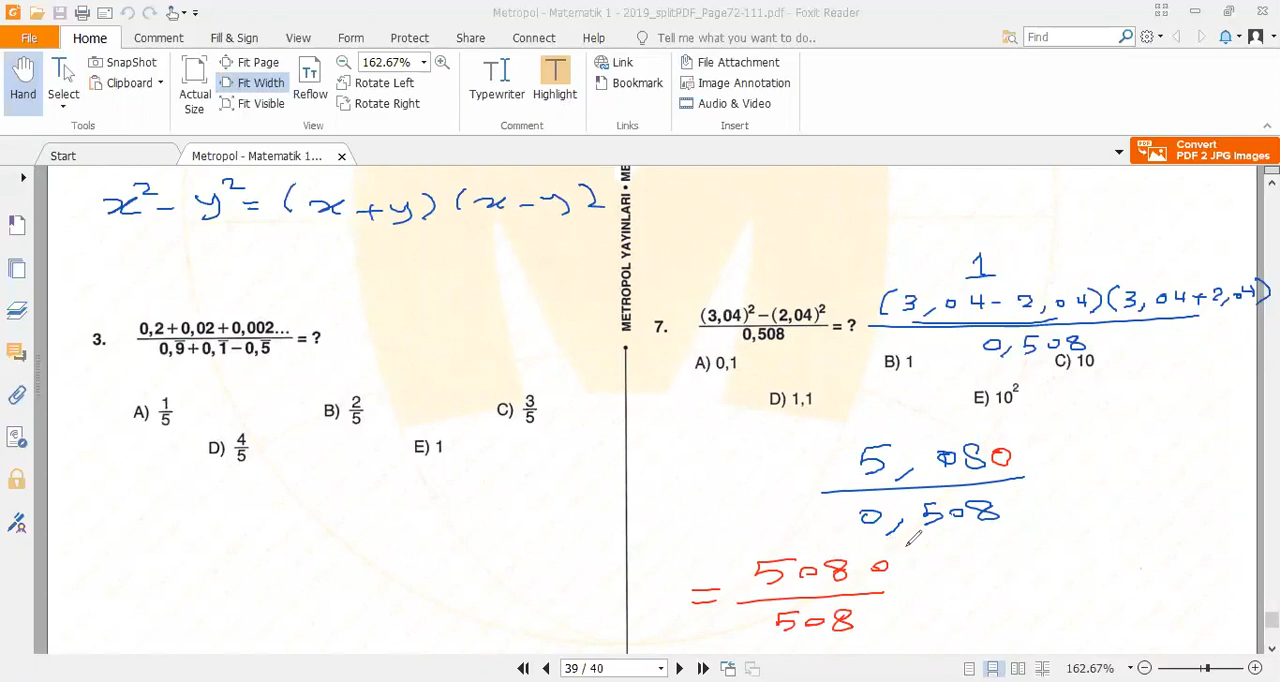 Metropol - Matematik 1 - 2019_splitPDF_Page72-111.pdf - Foxit Reader
File Home Comment Fill & Sign View Form Protect Share Connect Help Tell me what you want to do.. Find
Hand Select SnapShot Clipboard Actual Size Fit Page Fit Width Fit Visible Reflow 162.67% Rotate Left Rotate Right Typewriter Highlight Link Bookmark File Attachment Image Annotation Audio & Video
Tools View Comment Links Insert
Start Metropol - Matematik 1... Convert PDF 2 JPG Images
x² - y² = (x+y) (x-y)
METROPOL YAYINLARI • ME
3. (0,2+0,02+0,002...)/(0,9̅+0,1̅−0,5̅) = ?
A) 1/5 B) 2/5 C) 3/5
D) 4/5 E) 1
7. ((3,04)²−(2,04)²)/0,508 = ?
1
(3,04-2,04)(3,04+2,04)
0,508
A) 0,1 B) 1 C) 10
D) 1,1 E) 10²
5,080
0,508
= 5080
508
39 / 40 162.67%